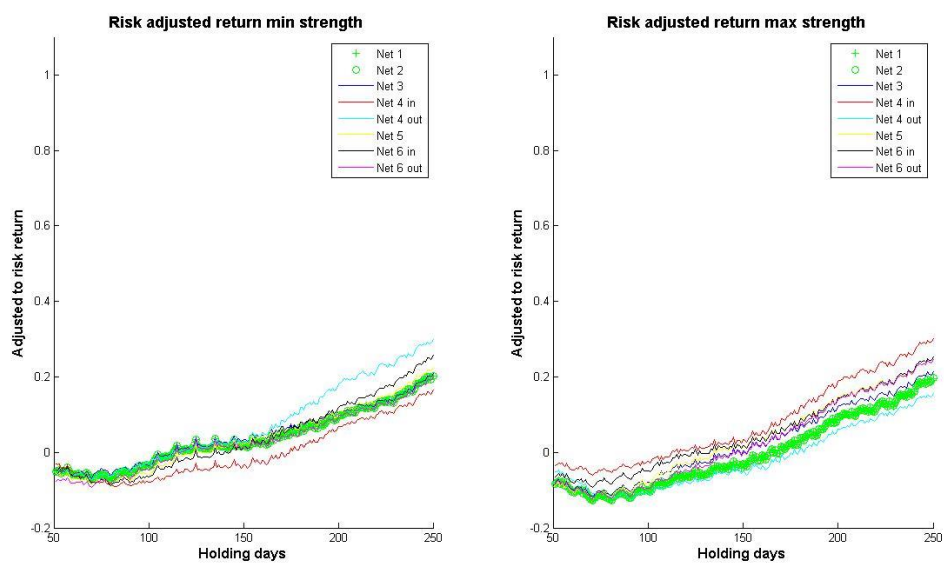 Risk adjusted return min strength
Net 1
Net 2
Net 3
Net 4 in
Net 4 out
Net 5
Net 6 in
Net 6 out
1
0.8
0.6
0.4
0.2
0
-0.2
Adjusted to risk return
50
100
150
200
250
Holding days
Risk adjusted return max strength
Net 1
Net 2
Net 3
Net 4 in
Net 4 out
Net 5
Net 6 in
Net 6 out
1
0.8
0.6
0.4
0.2
0
-0.2
Adjusted to risk return
50
100
150
200
250
Holding days